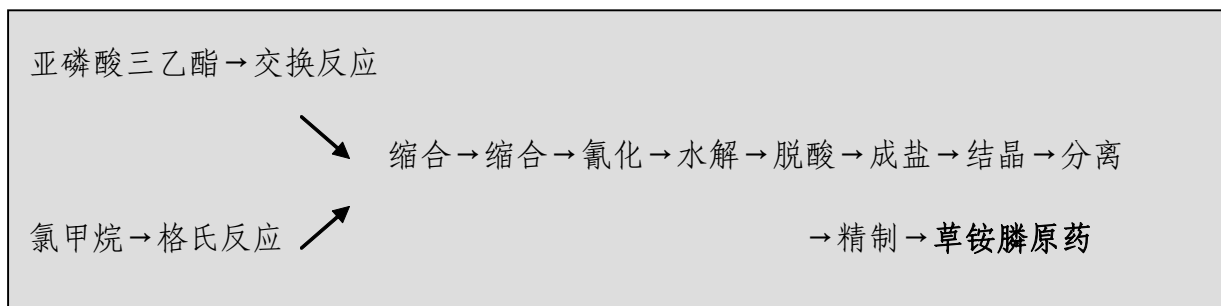 亚磷酸三乙酯→交换反应
缩合→缩合→氰化→水解→脱酸→成盐→结晶→分离
氯甲烷→格氏反应
→精制→草铵膦原药